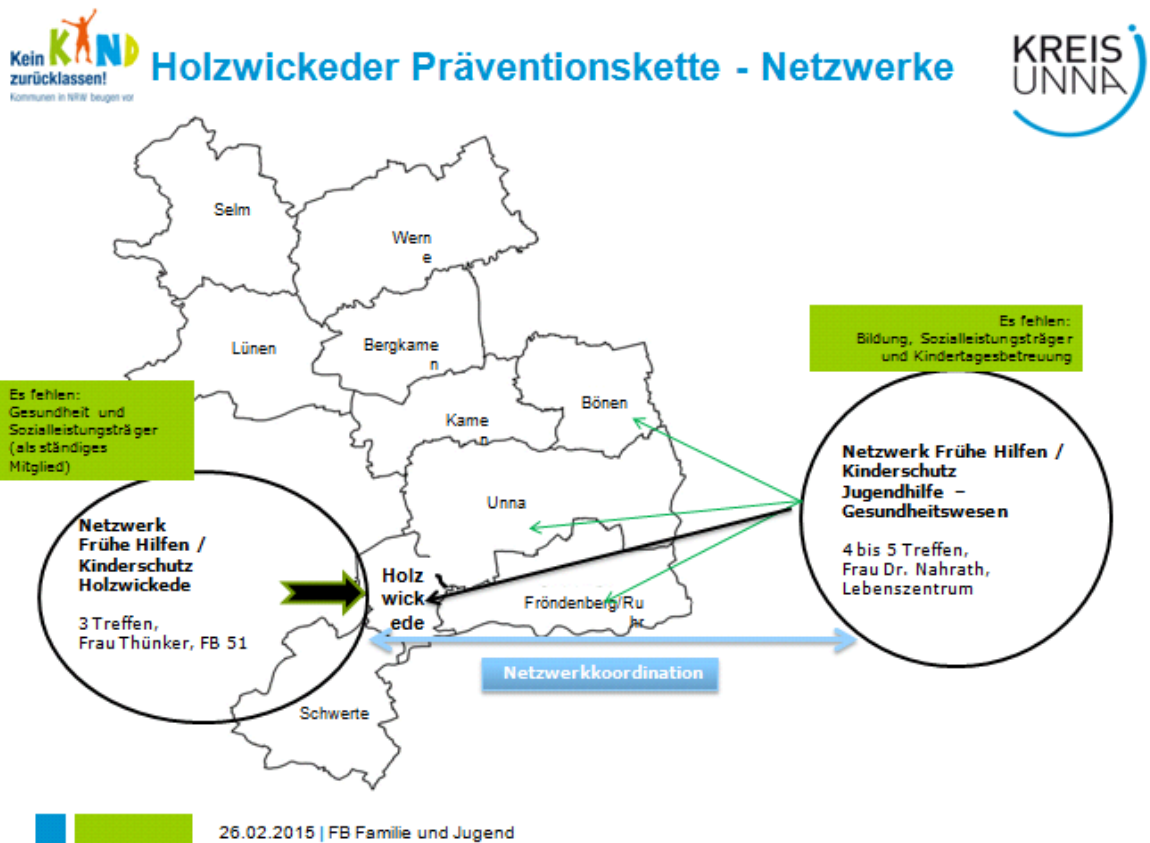 Kein KIND
zurücklassen!
Kommunen in NRW beugen vor
Holzwickeder Präventionskette - Netzwerke
KREIS
UNNA
Selm
Wern
e
Lünen
Bergkame
n
Es fehlen:
Bildung, Sozialleistungsträger
und Kindertagesbetreuung
Es fehlen:
Gesundheit und
Sozialleistungsträger
(als ständiges
Mitglied)
Bönen
Kame
n
Unna
Netzwerk Frühe Hilfen /
Kinderschutz
Jugendhilfe –
Gesundheitswesen
4 bis 5 Treffen,
Frau Dr. Nahrath,
Lebenszentrum
Netzwerk
Frühe Hilfen /
Kinderschutz
Holzwickede
3 Treffen,
Frau Thünker, FB 51
Holz
wick
ede
Fröndenberg/Ru
hr
Netzwerkkoordination
Schwerte
26.02.2015 | FB Familie und Jugend